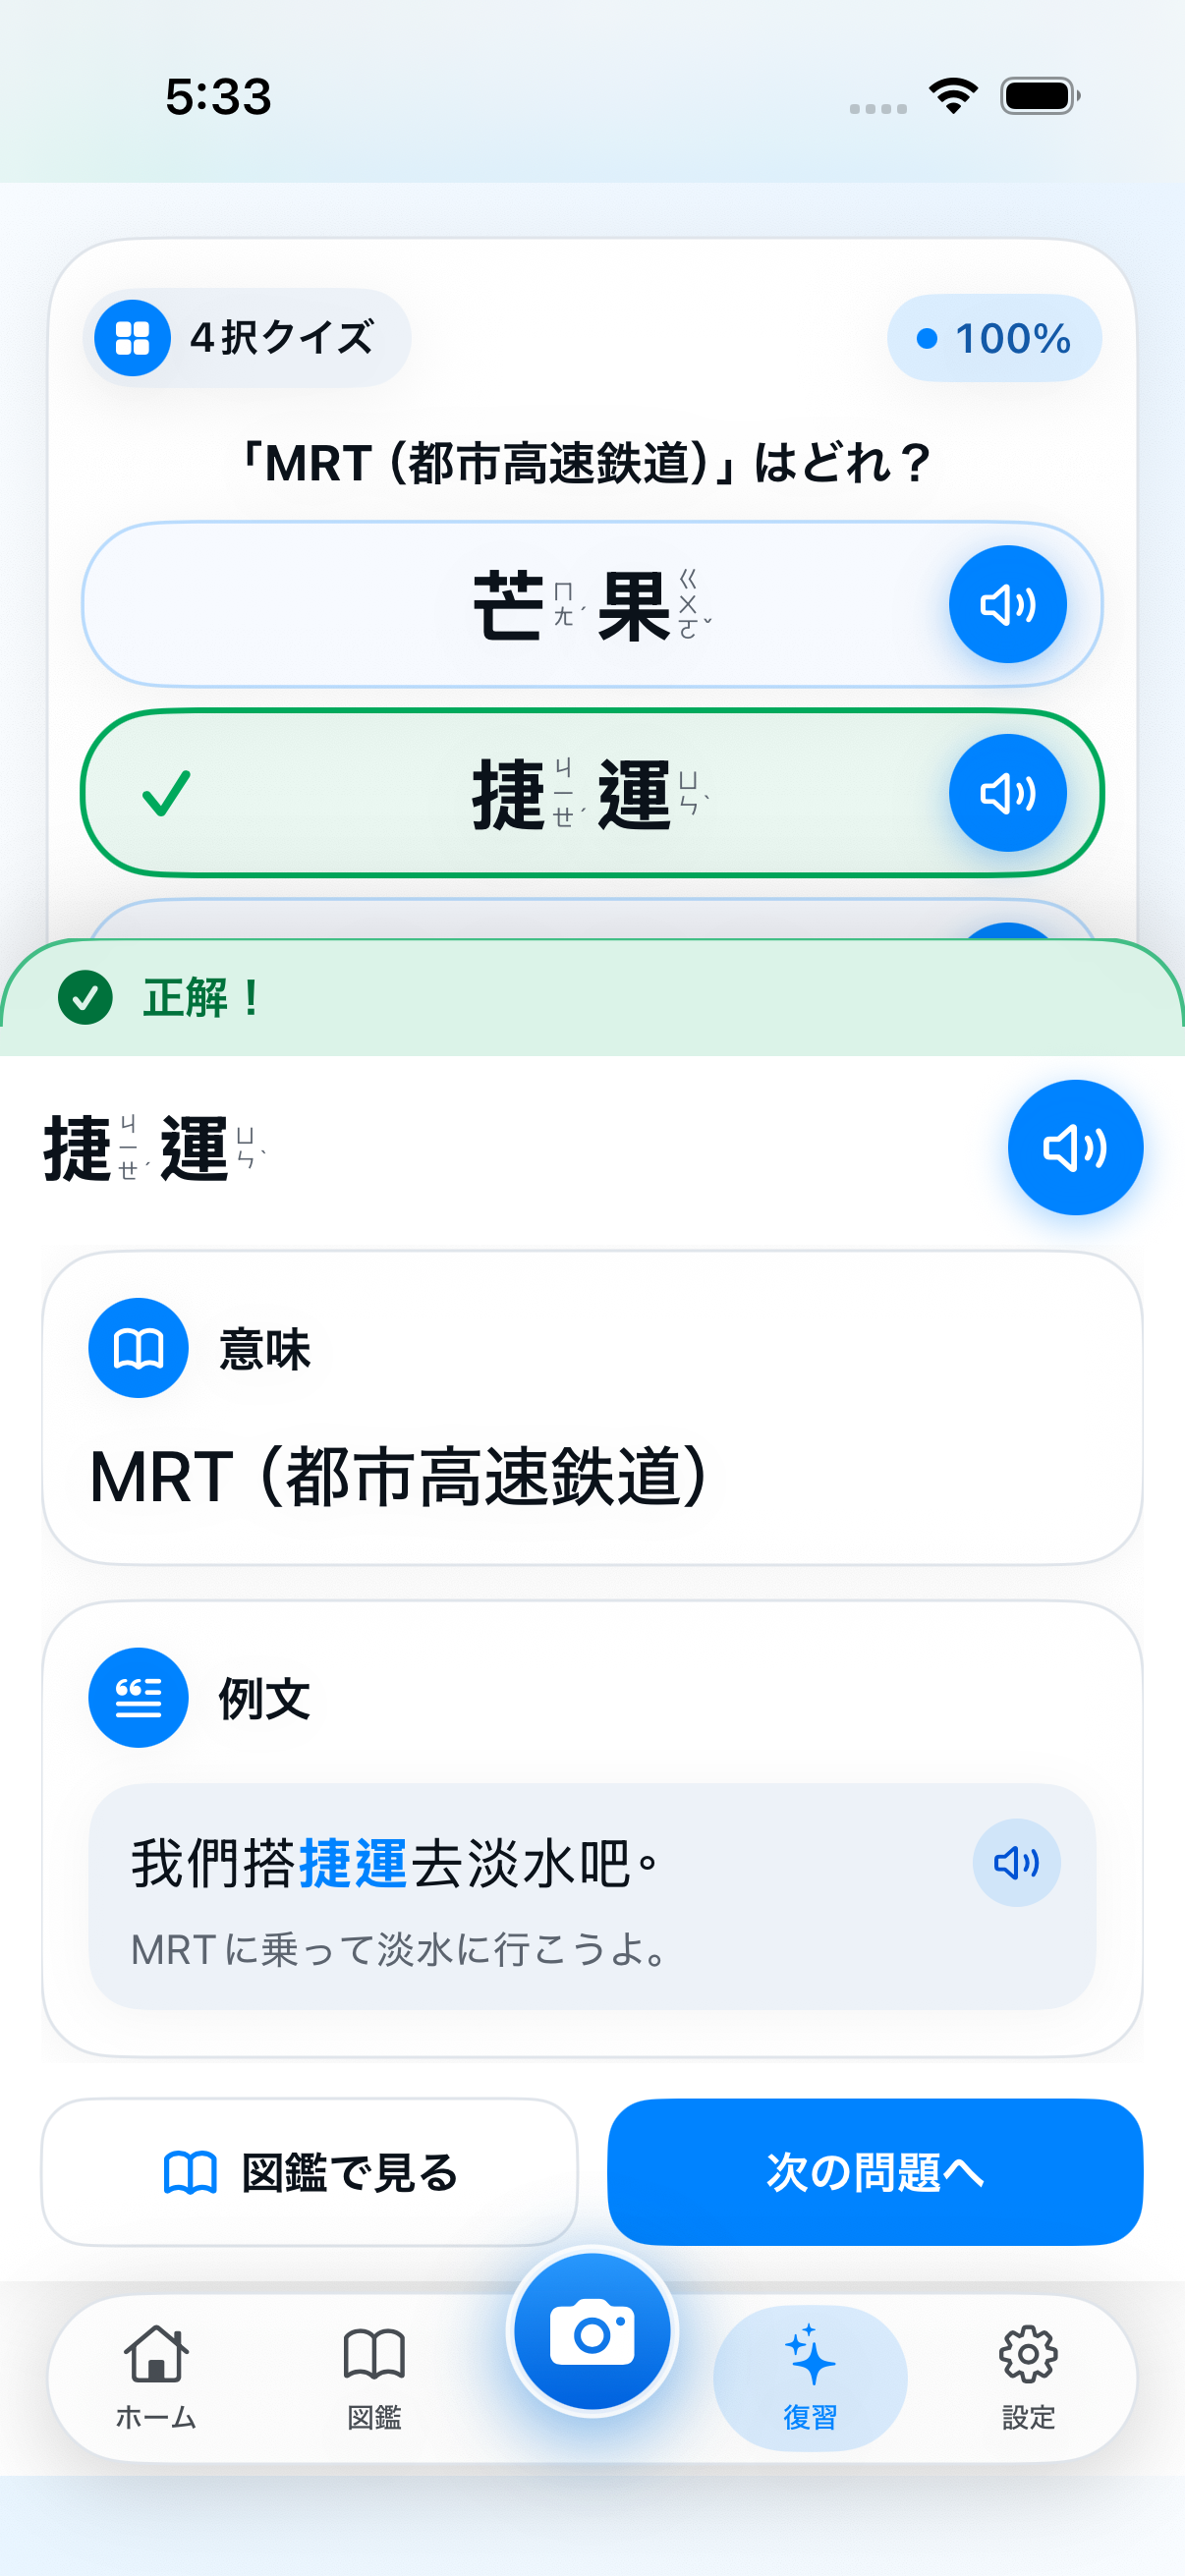 5:33
4択クイズ
100%
「MRT（都市高速鉄道）」はどれ？
芒ㄇㄤˊ果ㄍㄨㄛˇ
捷ㄐㄧㄝˊ運ㄩㄣˋ
正解！
捷ㄐㄧㄝˊ運ㄩㄣˋ
意味
MRT（都市高速鉄道）
例文
我們搭捷運去淡水吧。
MRTに乗って淡水に行こうよ。
図鑑で見る
次の問題へ
ホーム
図鑑
復習
設定